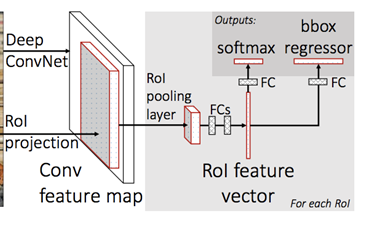 Deep
ConvNet
RoI
projection
Conv
feature map
RoI
pooling
layer
FCs
RoI feature
vector
Outputs:
softmax
bbox
regressor
FC
FC
For each RoI